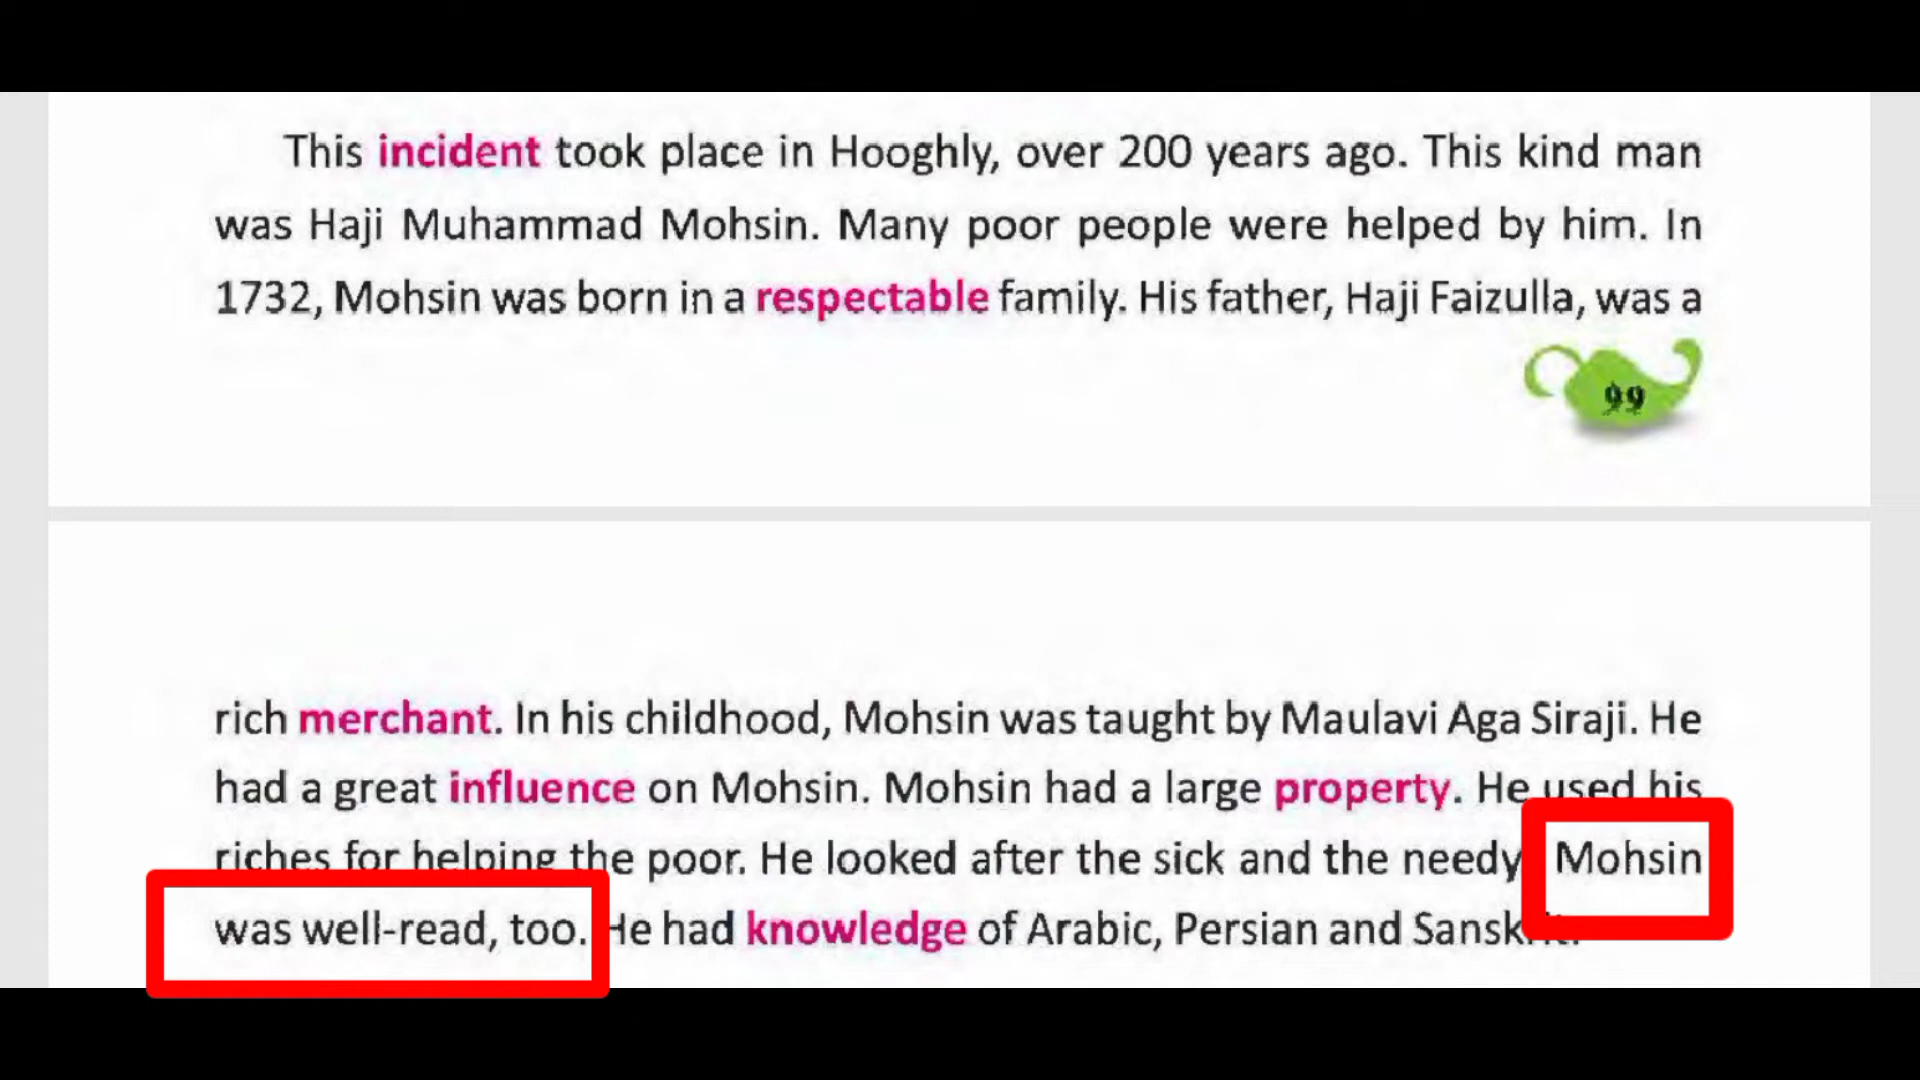 This incident took place in Hooghly, over 200 years ago. This kind man
was Haji Muhammad Mohsin. Many poor people were helped by him. In
1732, Mohsin was born in a respectable family. His father, Haji Faizulla, was a
rich merchant. In his childhood, Mohsin was taught by Maulavi Aga Siraji. He
had a great influence on Mohsin. Mohsin had a large property. He used his
riches for helping the poor. He looked after the sick and the needy Mohsin
was well-read, too. He had knowledge of Arabic, Persian and Sanskrit.